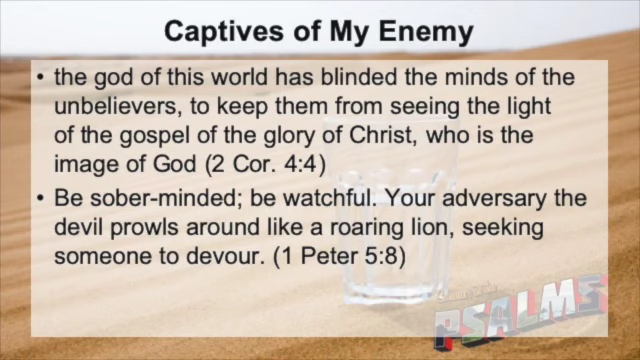 Captives of My Enemy
• the god of this world has blinded the minds of the
unbelievers, to keep them from seeing the light
of the gospel of the glory of Christ, who is the
image of God (2 Cor. 4:4)
• Be sober-minded; be watchful. Your adversary the
devil prowls around like a roaring lion, seeking
someone to devour. (1 Peter 5:8)
PSALMS